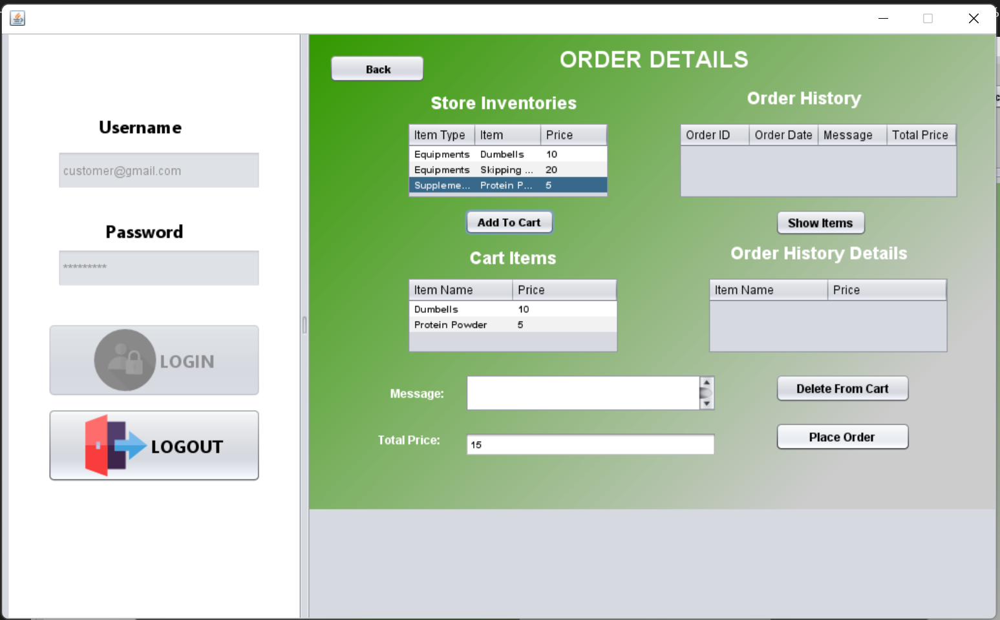 Username
customer@gmail.com
Password
*********
LOGIN
LOGOUT
Back
ORDER DETAILS
Store Inventories
Item Type Item Price
Equipments Dumbells 10
Equipments Skipping ... 20
Suppleme... Protein P... 5
Add To Cart
Cart Items
Item Name Price
Dumbells 10
Protein Powder 5
Order History
Order ID Order Date Message Total Price
Show Items
Order History Details
Item Name Price
Message:
Total Price:
15
Delete From Cart
Place Order